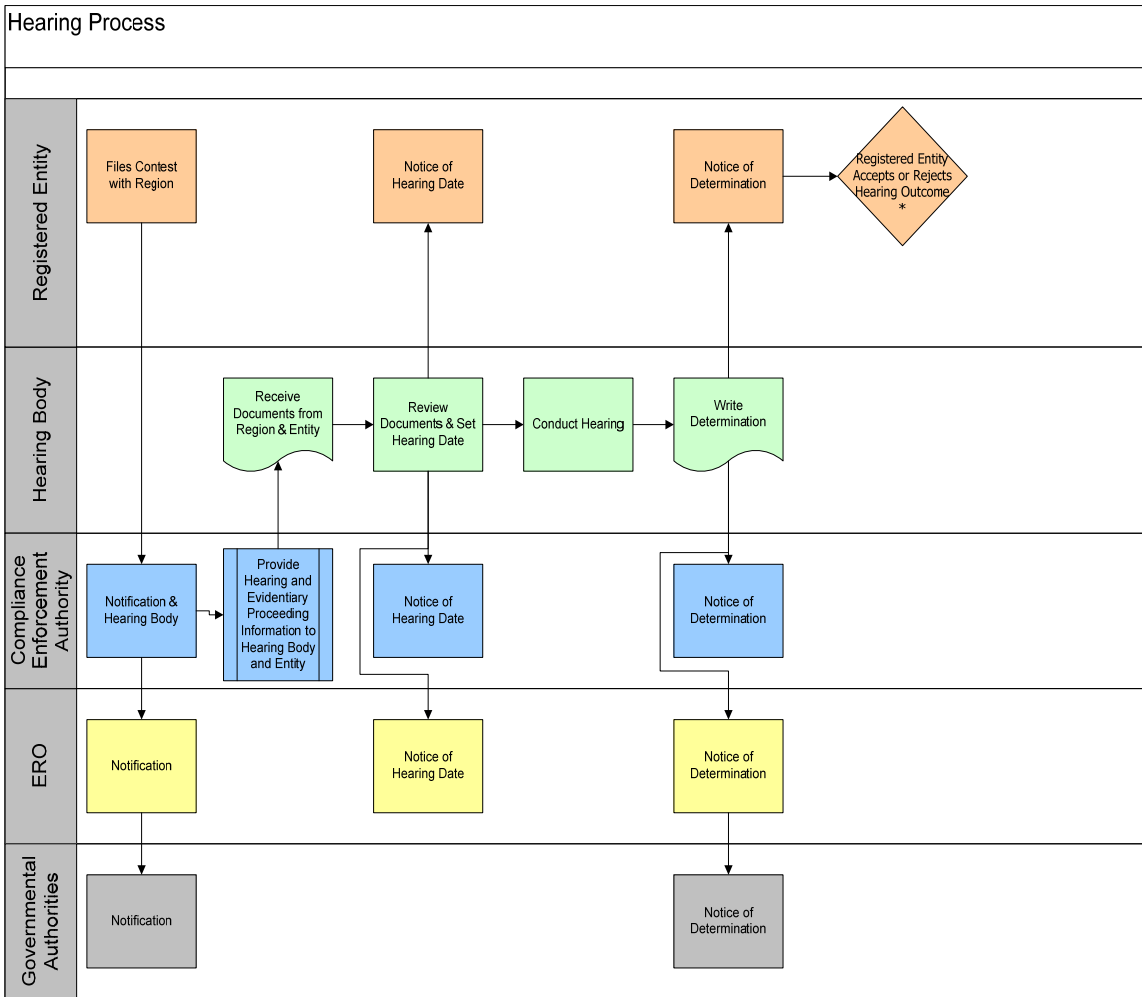 Hearing Process
Registered Entity
Files Contest
with Region
Notice of
Hearing Date
Notice of
Determination
Registered Entity
Accepts or Rejects
Hearing Outcome
*
Hearing Body
Receive
Documents from
Region & Entity
Review
Documents & Set
Hearing Date
Conduct Hearing
Write
Determination
Compliance
Enforcement
Authority
Notification &
Hearing Body
Provide
Hearing and
Evidentiary
Proceeding
Information to
Hearing Body
and Entity
Notice of
Hearing Date
Notice of
Determination
ERO
Notification
Notice of
Hearing Date
Notice of
Determination
Governmental
Authorities
Notification
Notice of
Determination